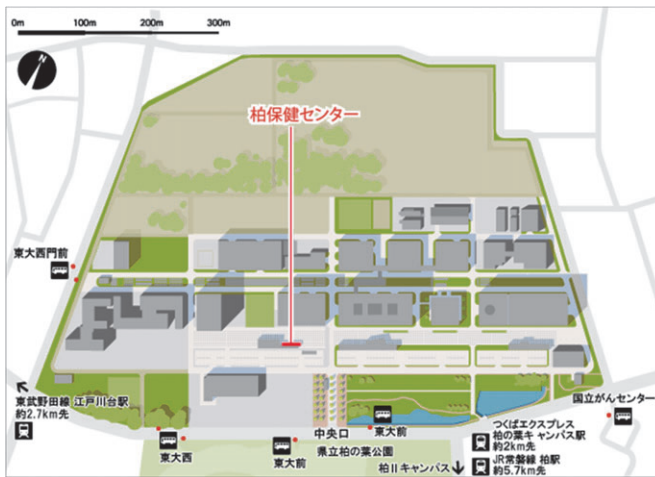 0m 100m 200m 300m
N
柏保健センター
東大西門前
東武野田線 江戸川台駅
約2.7km先
東大西
東大前
中央口
県立柏の葉公園
東大前
柏Ⅱキャンパス
つくばエクスプレス
柏の葉キャンパス駅
約2km先
JR常磐線 柏駅
約5.7km先
国立がんセンター